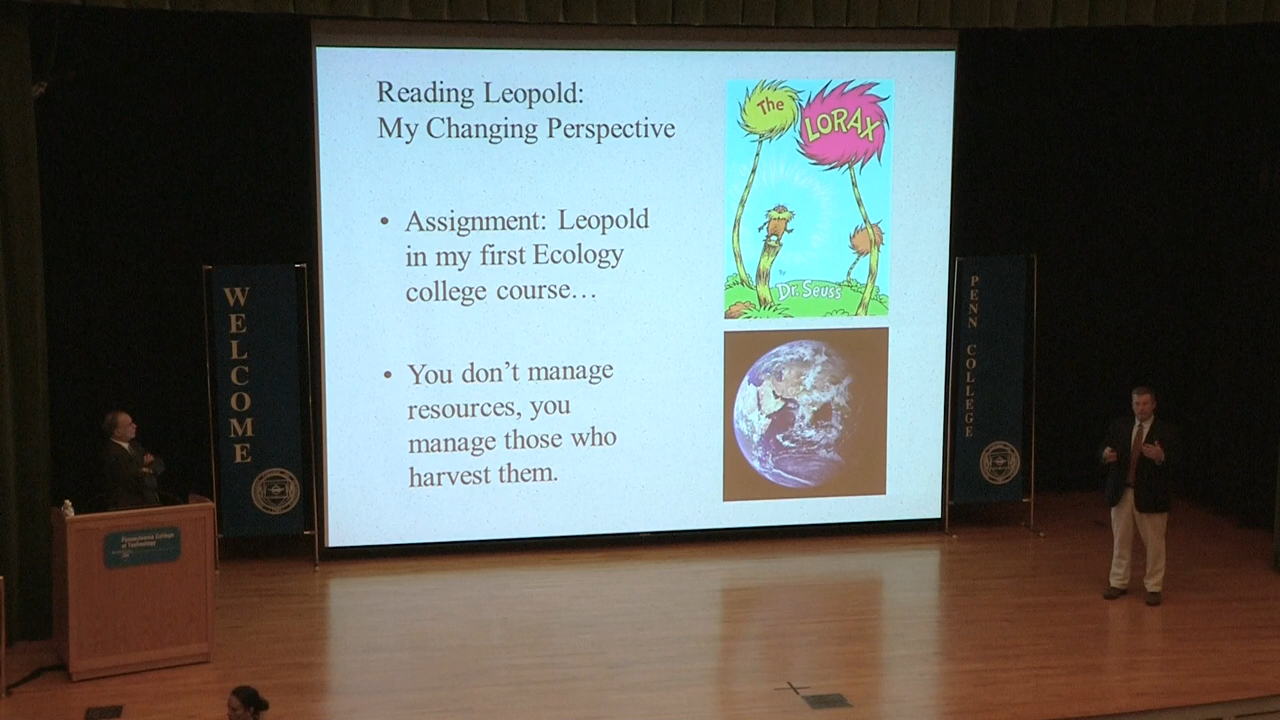 Reading Leopold:
My Changing Perspective
• Assignment: Leopold
in my first Ecology
college course…
• You don’t manage
resources, you
manage those who
harvest them.
The
LORAX
By
Dr. Seuss
WELCOME
PENN COLLEGE
Pennsylvania College
of Technology